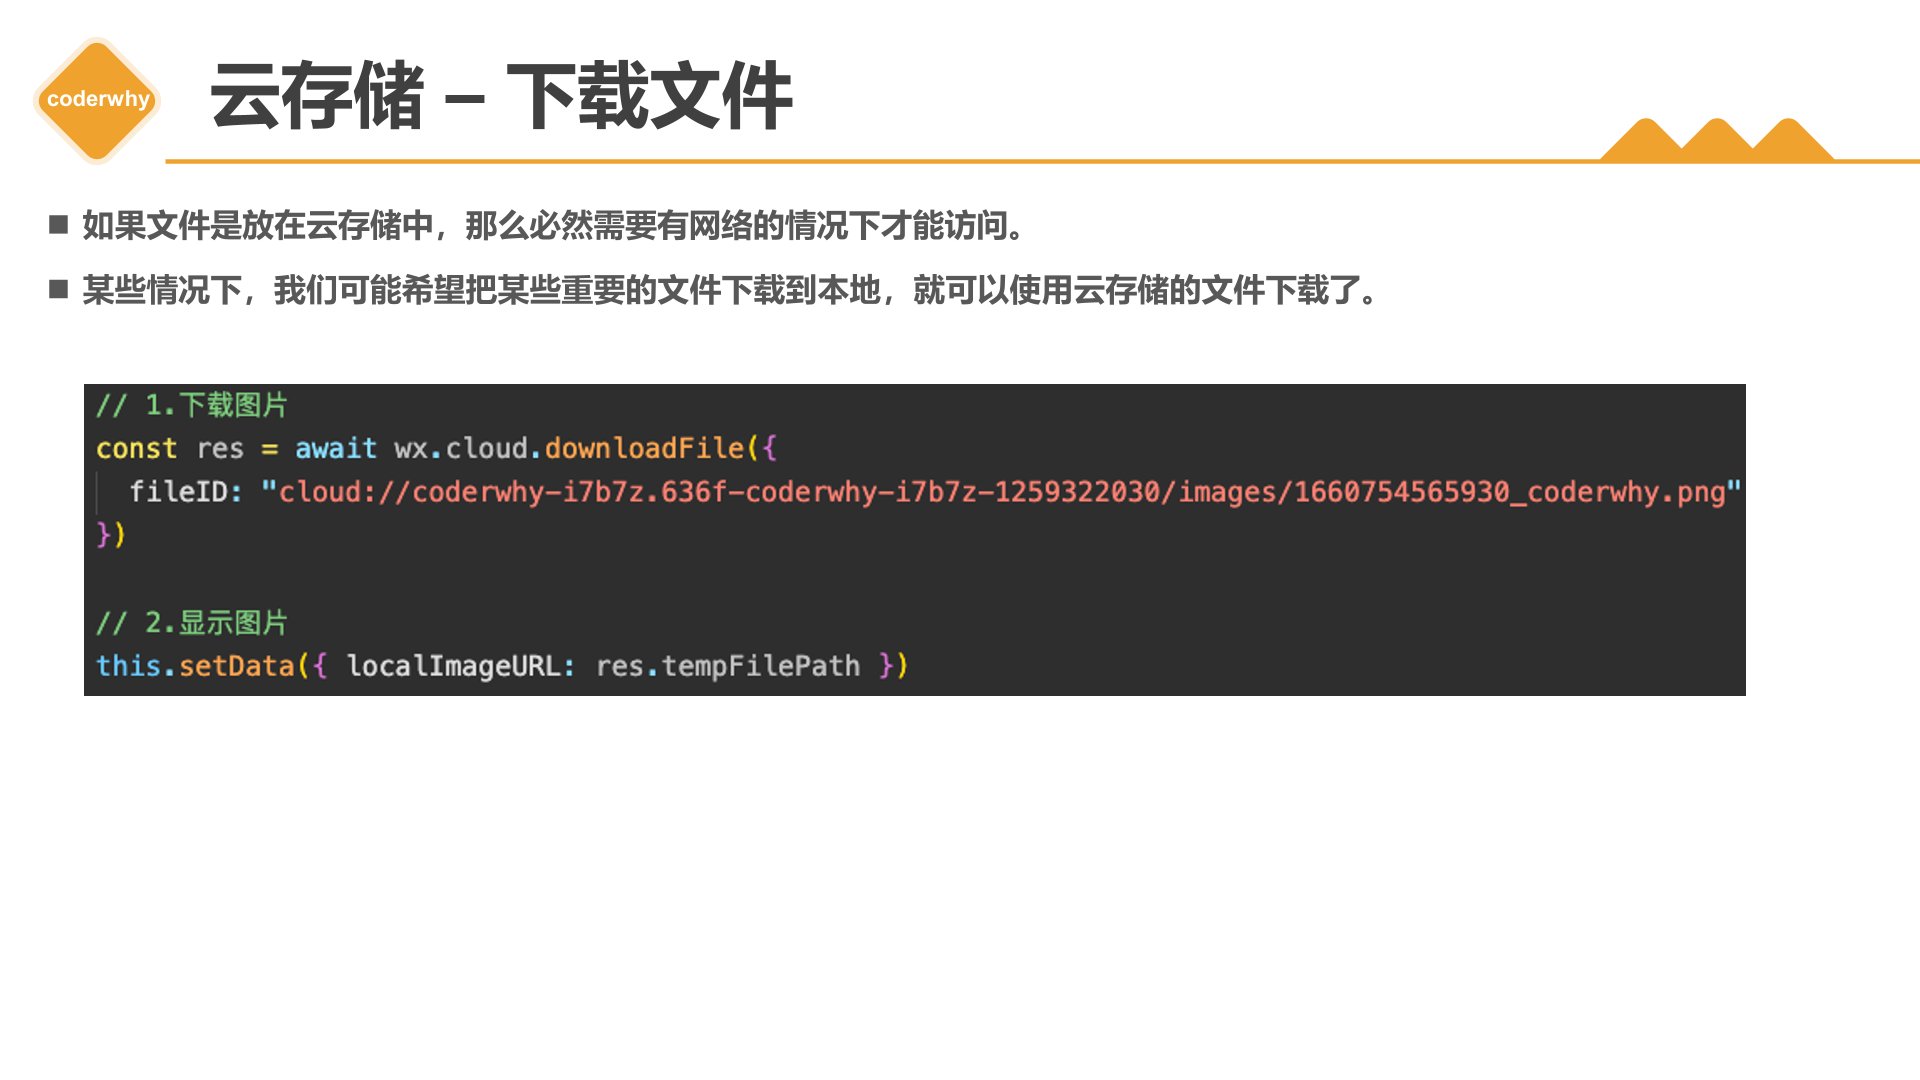 coderwhy
云存储 – 下载文件
■ 如果文件是放在云存储中，那么必然需要有网络的情况下才能访问。
■ 某些情况下，我们可能希望把某些重要的文件下载到本地，就可以使用云存储的文件下载了。
// 1.下载图片
const res = await wx.cloud.downloadFile({
  fileID: "cloud://coderwhy-i7b7z.636f-coderwhy-i7b7z-1259322030/images/1660754565930_coderwhy.png"
})
// 2.显示图片
this.setData({ localImageURL: res.tempFilePath })